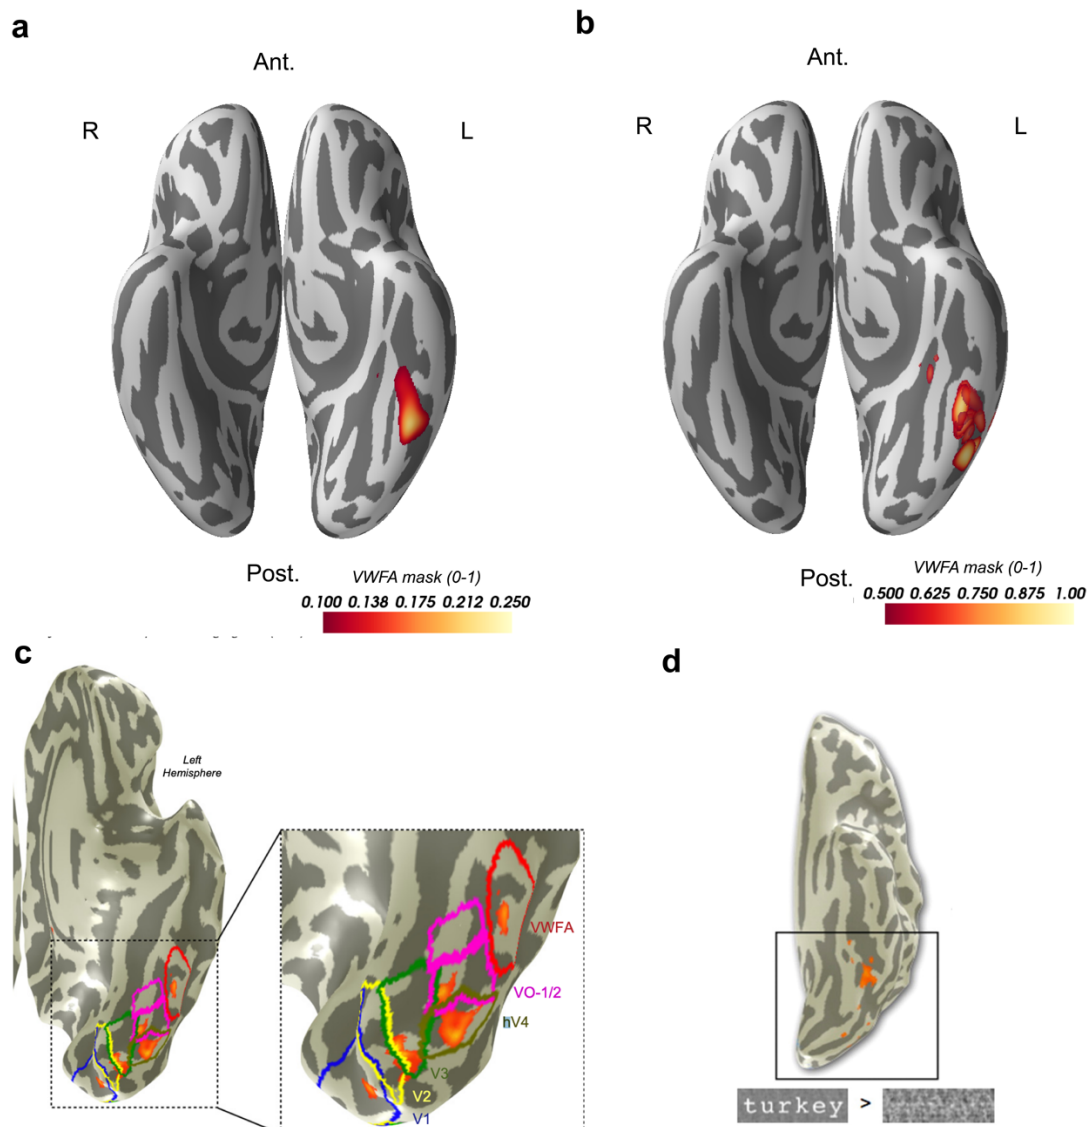 a
b
Ant.
Ant.
R
L
R
L
Post.
VWFA mask (0-1)
0.100 0.138 0.175 0.212 0.250
Post.
VWFA mask (0-1)
0.500 0.625 0.750 0.875 1.00
c
d
Left
Hemisphere
VWFA
VO-1/2
hV4
V3
V2
V1
turkey >